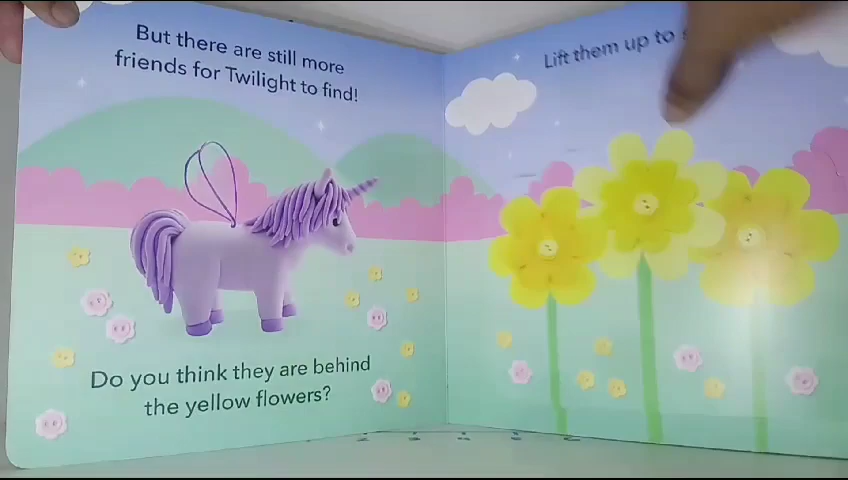 But there are still more
friends for Twilight to find!
Do you think they are behind
the yellow flowers?
Lift them up to